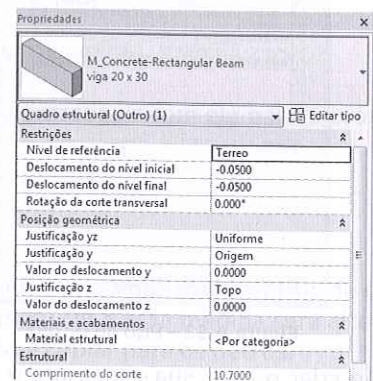 Propriedades
M_Concrete-Rectangular Beam
viga 20 x 30
Quadro estrutural (Outro) (1) Editar tipo
Restrições
Nível de referência Terreo
Deslocamento do nível inicial -0.0500
Deslocamento do nível final -0.0500
Rotação da corte transversal 0.000°
Posição geométrica
Justificação yz Uniforme
Justificação y Origem
Valor do deslocamento y 0.0000
Justificação z Topo
Valor do deslocamento z 0.0000
Materiais e acabamentos
Material estrutural <Por categoria>
Estrutural
Comprimento do corte 10.7000